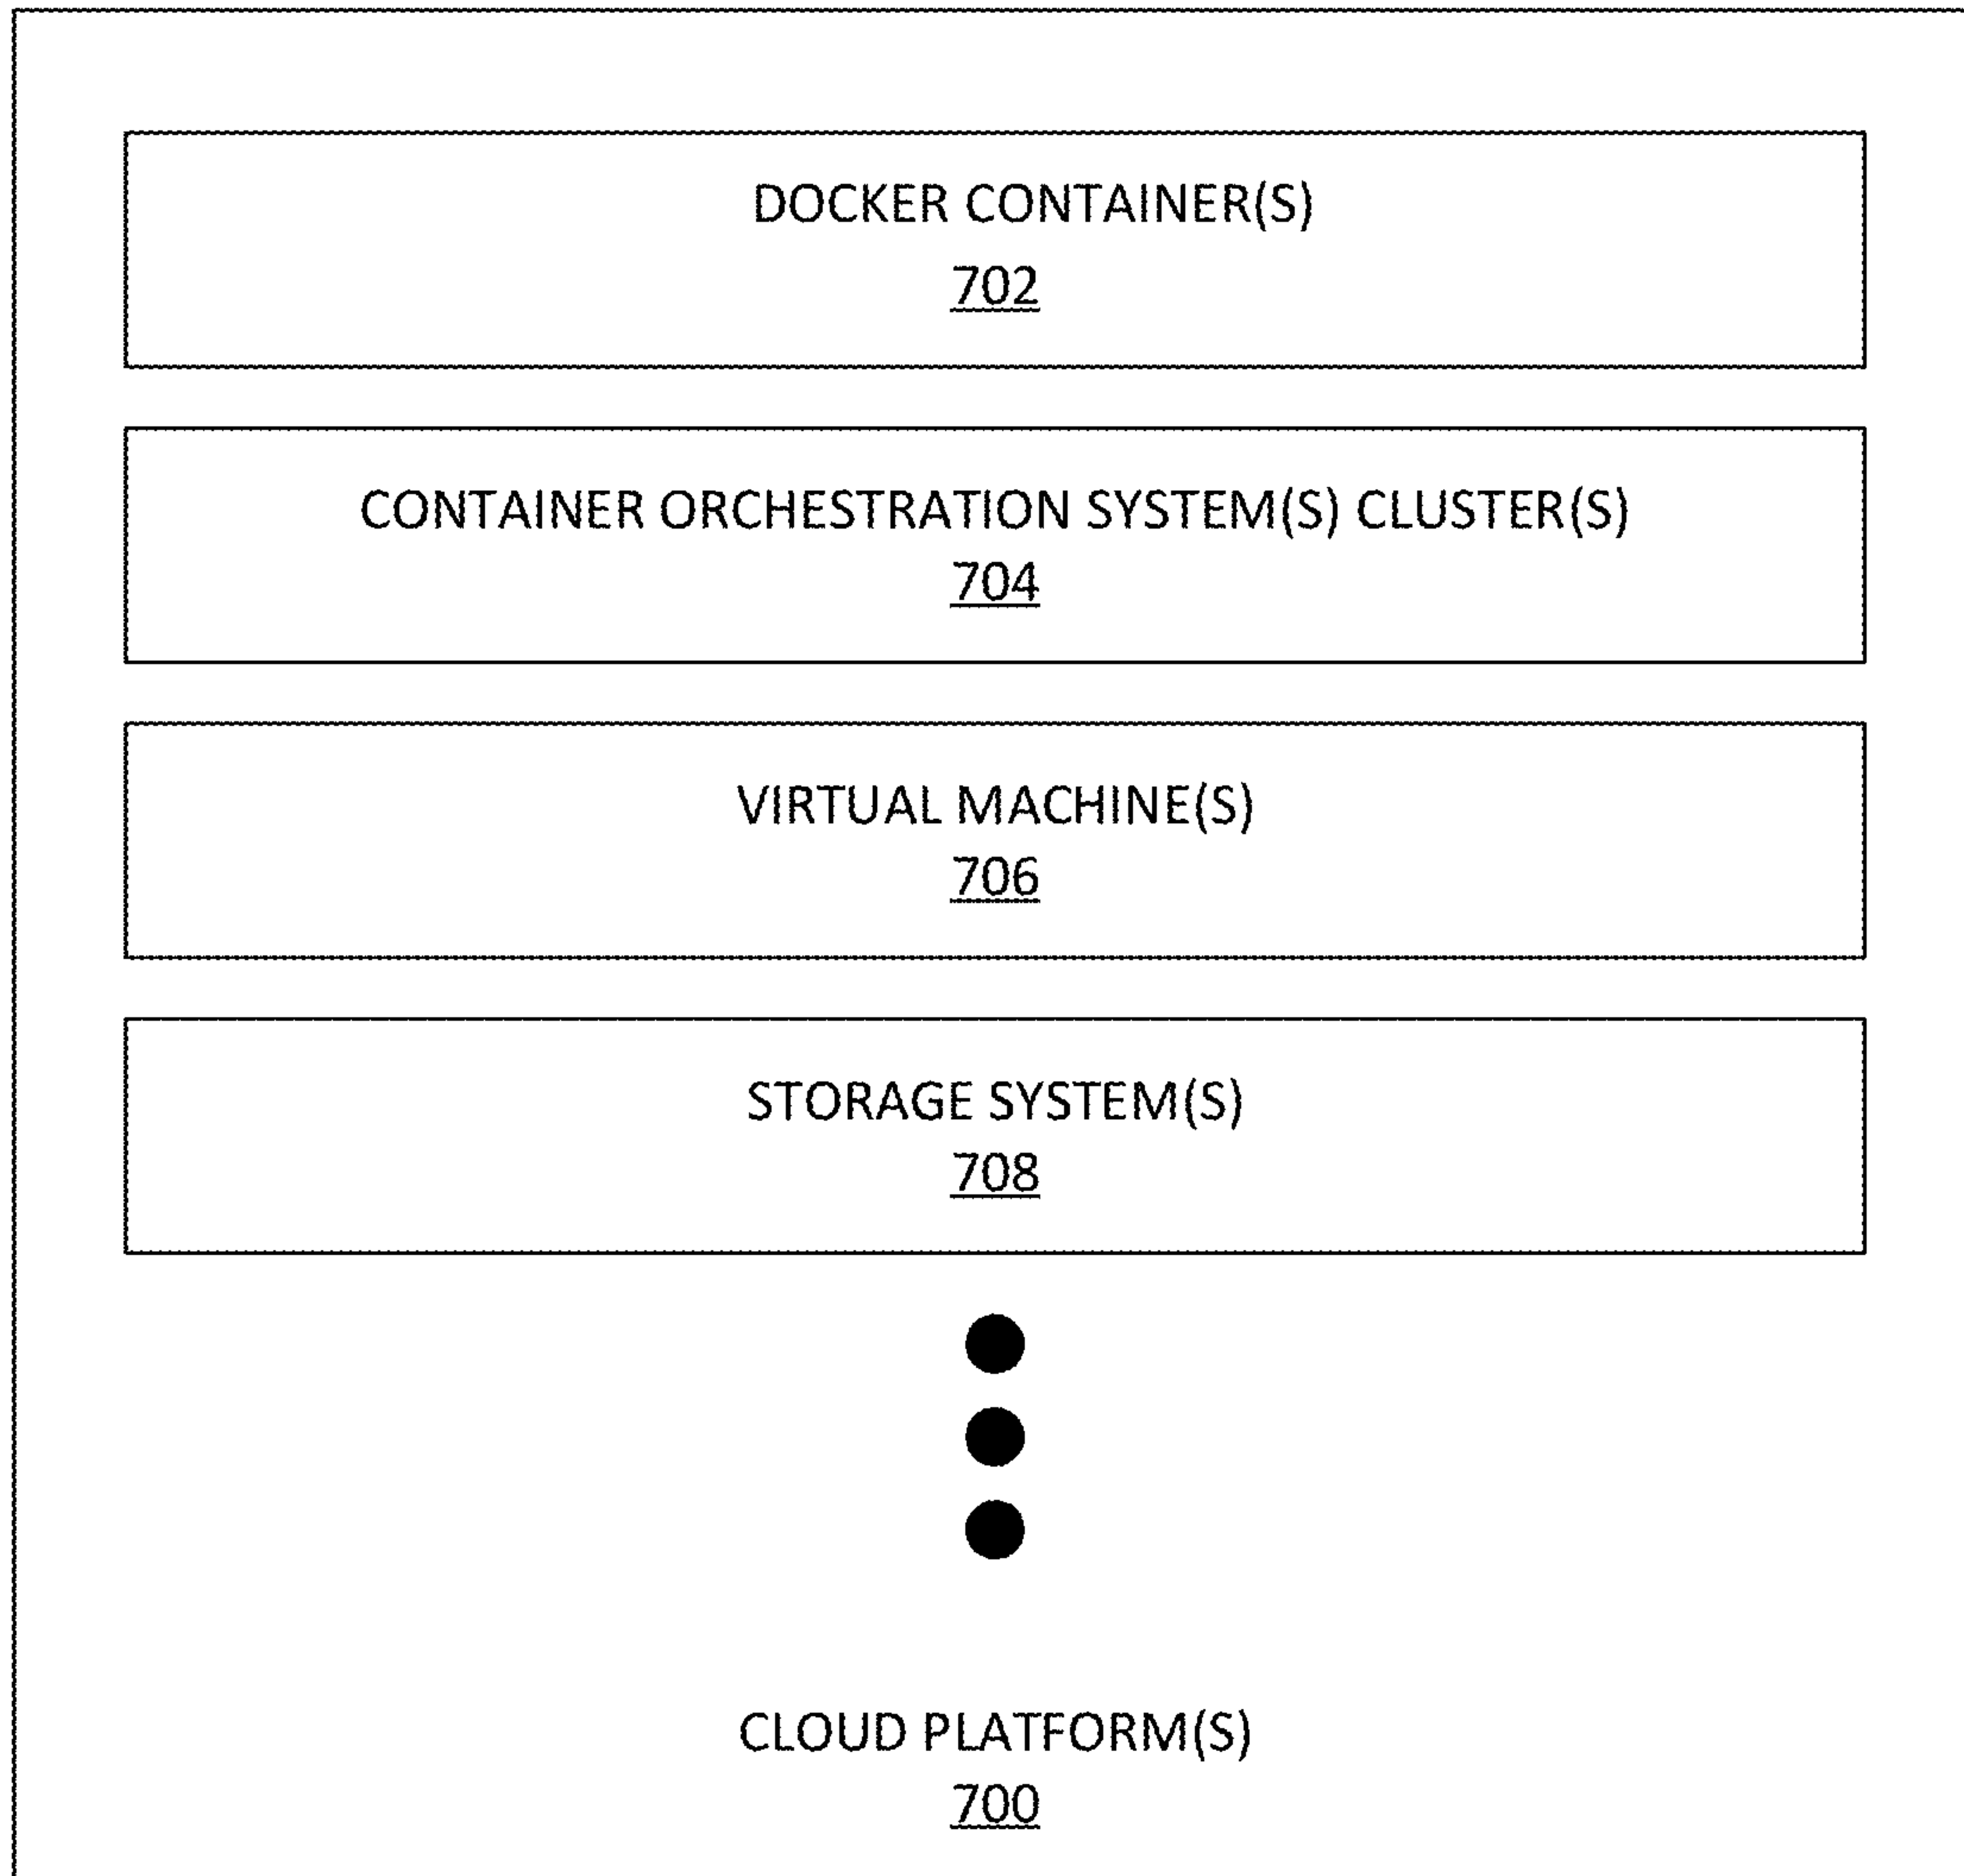 DOCKER CONTAINER(S)
702
CONTAINER ORCHESTRATION SYSTEM(S) CLUSTER(S)
704
VIRTUAL MACHINE(S)
706
STORAGE SYSTEM(S)
708
CLOUD PLATFORM(S)
700